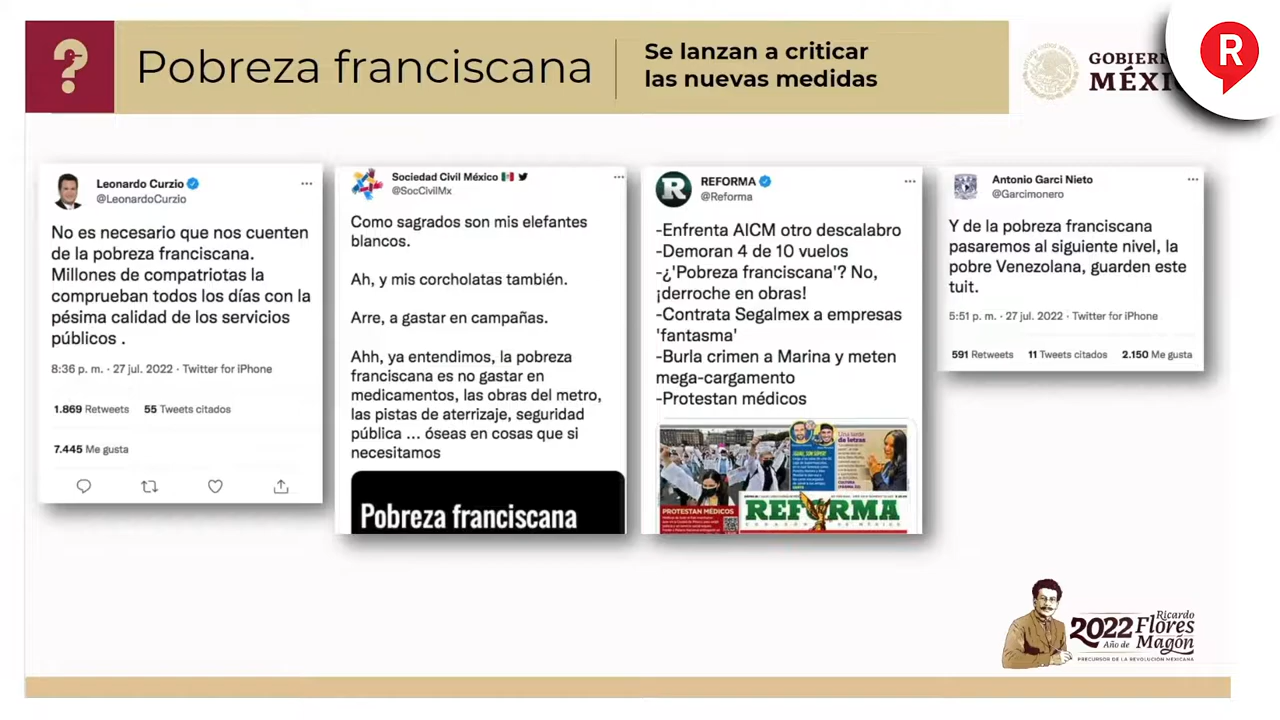 Pobreza franciscana
Se lanzan a criticar
las nuevas medidas
MÉXI
R
Leonardo Curzio
@LeonardoCurzio
No es necesario que nos cuenten
de la pobreza franciscana.
Millones de compatriotas la
comprueban todos los días con la
pésima calidad de los servicios
públicos .
8:36 p. m. · 27 jul. 2022 · Twitter for iPhone
1.869 Retweets 55 Tweets citados
7.445 Me gusta
Sociedad Civil México
@SocCivilMx
Como sagrados son mis elefantes
blancos.
Ah, y mis corcholatas también.
Arre, a gastar en campañas.
Ahh, ya entendimos, la pobreza
franciscana es no gastar en
medicamentos, las obras del metro,
las pistas de aterrizaje, seguridad
pública ... óseas en cosas que si
necesitamos
Pobreza franciscana
R
REFORMA
@Reforma
-Enfrenta AICM otro descalabro
-Demoran 4 de 10 vuelos
-¿'Pobreza franciscana'? No,
¡derroche en obras!
-Contrata Segalmex a empresas
'fantasma'
-Burla crimen a Marina y meten
mega-cargamento
-Protestan médicos
Una tarde
de letras
PROTESTAN MÉDICOS
REFORMA
Antonio Garci Nieto
@Garcimonero
Y de la pobreza franciscana
pasaremos al siguiente nivel, la
pobre Venezolana, guarden este
tuit.
5:51 p. m. · 27 jul. 2022 · Twitter for iPhone
591 Retweets 11 Tweets citados 2.150 Me gusta
2022 Ricardo
Año de Flores
Magón
PRECURSOR DE LA REVOLUCIÓN MEXICANA